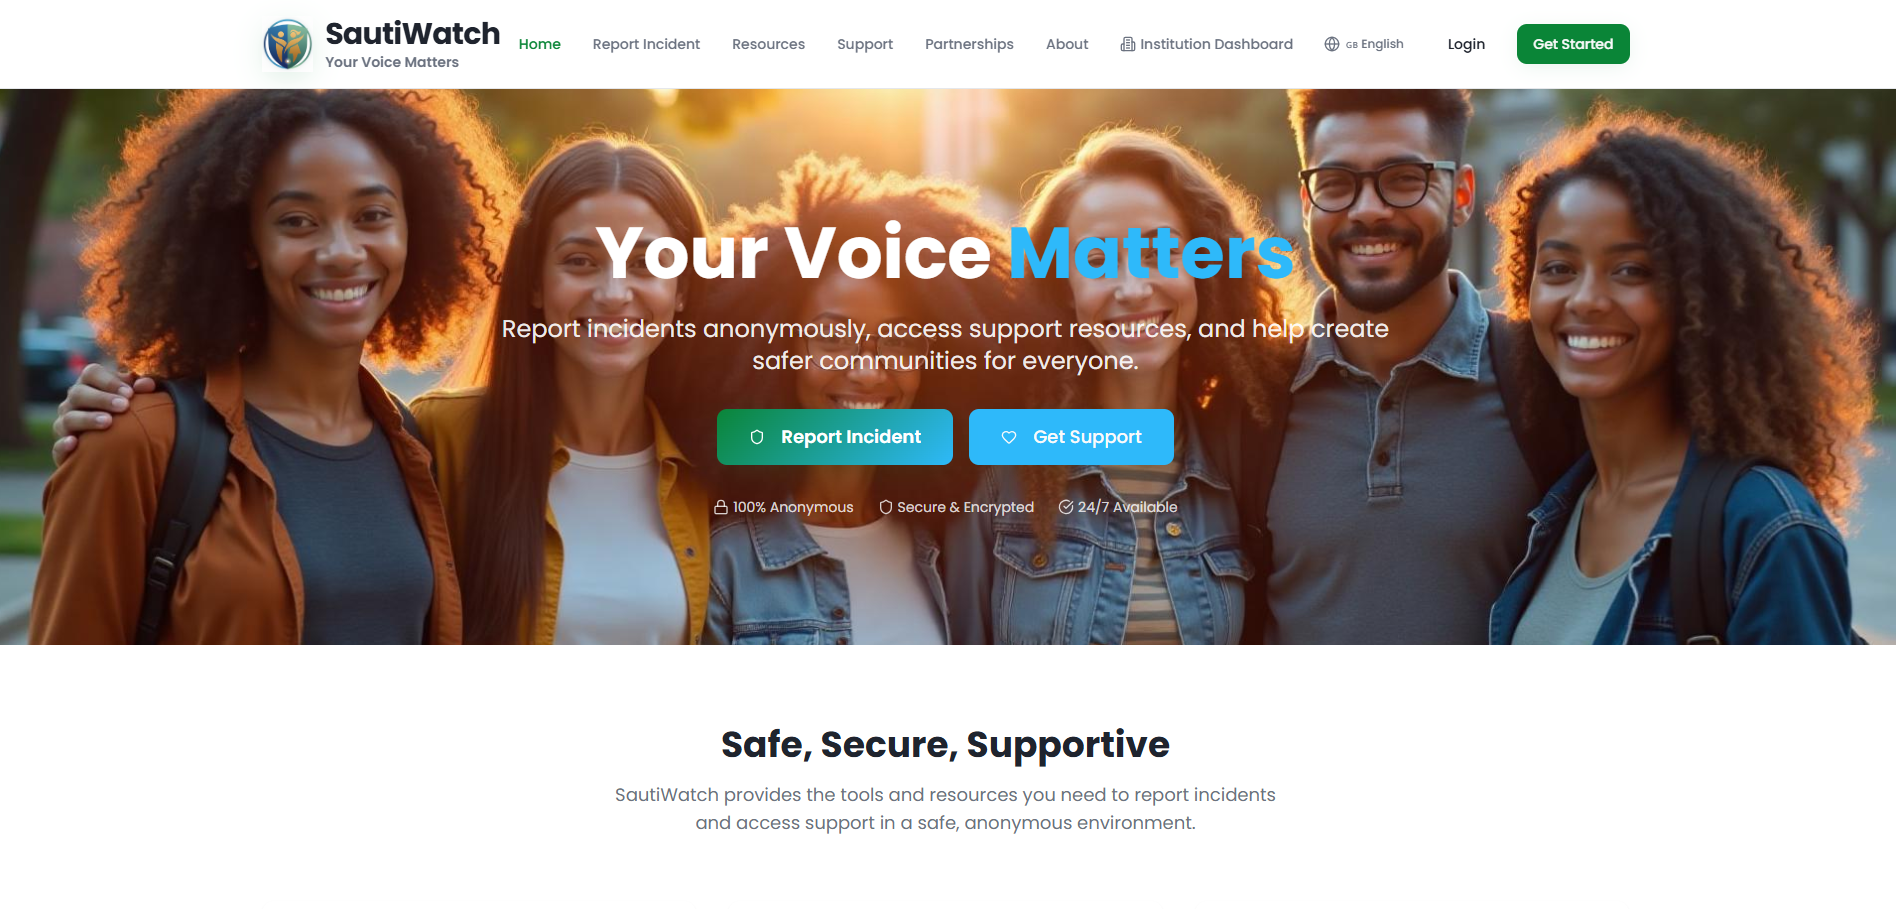 SautiWatch
Your Voice Matters
Home
Report Incident
Resources
Support
Partnerships
About
Institution Dashboard
GB English
Login
Get Started
Your Voice Matters
Report incidents anonymously, access support resources, and help create
safer communities for everyone.
Report Incident
Get Support
100% Anonymous
Secure & Encrypted
24/7 Available
Safe, Secure, Supportive
SautiWatch provides the tools and resources you need to report incidents
and access support in a safe, anonymous environment.